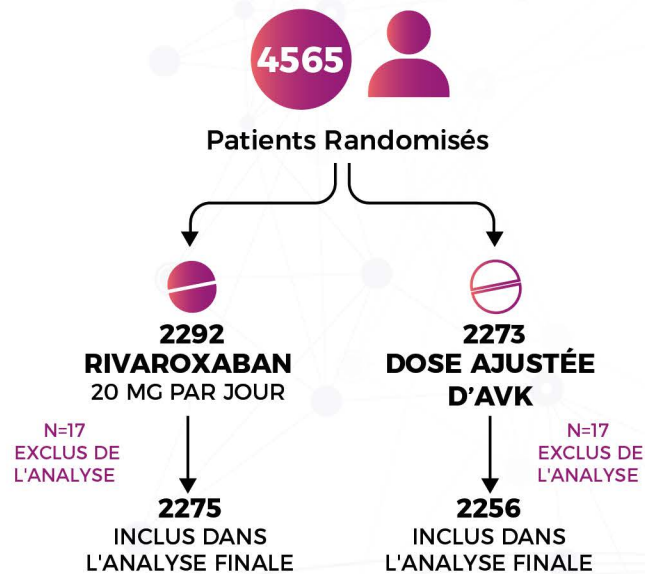 4565
Patients Randomisés
2292
RIVAROXABAN
20 MG PAR JOUR
N=17
EXCLUS DE
L'ANALYSE
2275
INCLUS DANS
L'ANALYSE FINALE
2273
DOSE AJUSTÉE
D’AVK
N=17
EXCLUS DE
L'ANALYSE
2256
INCLUS DANS
L'ANALYSE FINALE